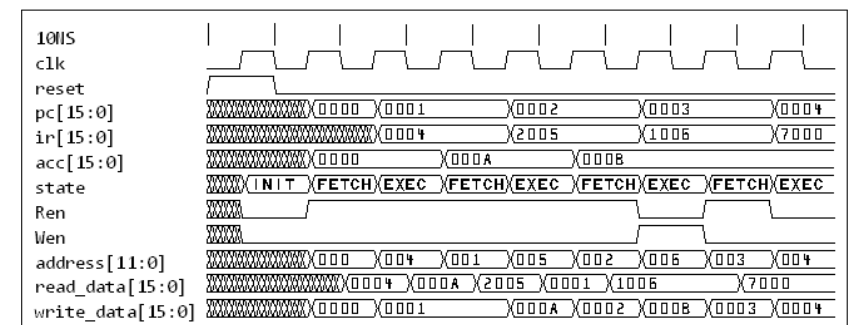 10NS
clk
reset
pc[15:0] 0000 0001 0002 0003 0004
ir[15:0] 0004 2005 1006 7000
acc[15:0] 0000 000A 000B
state INIT FETCH EXEC FETCH EXEC FETCH EXEC FETCH EXEC
Ren
Wen
address[11:0] 000 004 001 005 002 006 003 004
read_data[15:0] 0004 000A 2005 0001 1006 7000
write_data[15:0] 0000 0001 000A 0002 000B 0003 0004